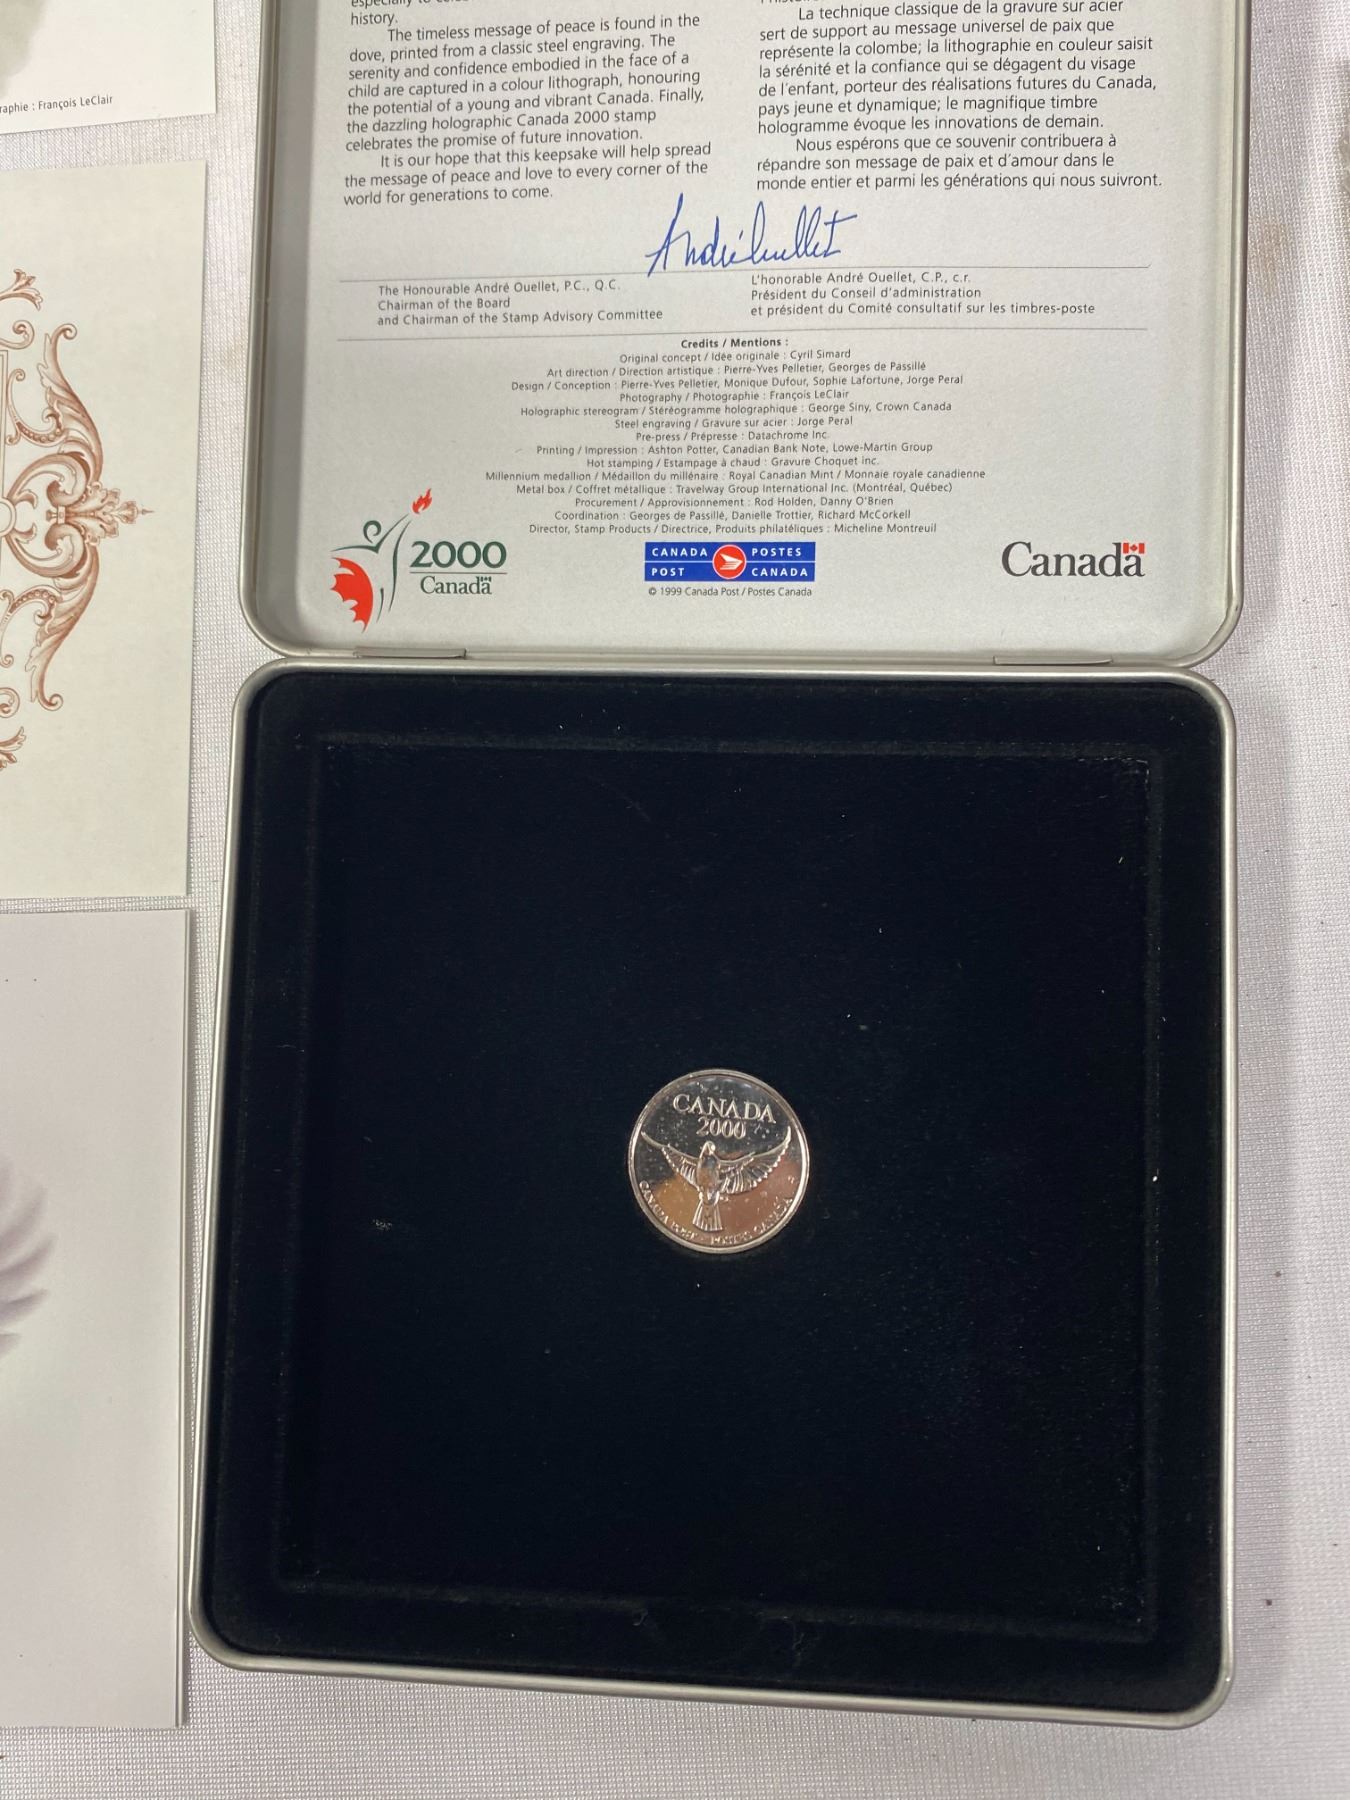 raphie : François LeClair
history.
The timeless message of peace is found in the
dove, printed from a classic steel engraving. The
serenity and confidence embodied in the face of a
child are captured in a colour lithograph, honouring
the potential of a young and vibrant Canada. Finally,
the dazzling holographic Canada 2000 stamp
celebrates the promise of future innovation.
It is our hope that this keepsake will help spread
the message of peace and love to every corner of the
world for generations to come.
La technique classique de la gravure sur acier
sert de support au message universel de paix que
représente la colombe; la lithographie en couleur saisit
la sérénité et la confiance qui se dégagent du visage
de l'enfant, porteur des réalisations futures du Canada,
pays jeune et dynamique; le magnifique timbre
hologramme évoque les innovations de demain.
Nous espérons que ce souvenir contribuera à
répandre son message de paix et d'amour dans le
monde entier et parmi les générations qui nous suivront.
André Ouellet
The Honourable André Ouellet, P.C., Q.C.
Chairman of the Board
and Chairman of the Stamp Advisory Committee
L'honorable André Ouellet, C.P., c.r.
Président du Conseil d'administration
et président du Comité consultatif sur les timbres-poste
Credits / Mentions :
Original concept / Idée originale : Cyril Simard
Art direction / Direction artistique : Pierre-Yves Pelletier, Georges de Passillé
Design / Conception : Pierre-Yves Pelletier, Monique Dufour, Sophie Lafortune, Jorge Peral
Photography / Photographie : François LeClair
Holographic stereogram / Stéréogramme holographique : George Siny, Crown Canada
Steel engraving / Gravure sur acier : Jorge Peral
Pre-press / Prépresse : Datachrome Inc.
Printing / Impression : Ashton Potter, Canadian Bank Note, Lowe-Martin Group
Hot stamping / Estampage à chaud : Gravure Choquet inc.
Millennium medallion / Médaillon du millénaire : Royal Canadian Mint / Monnaie royale canadienne
Metal box / Coffret métallique : Travelway Group International Inc. (Montréal, Québec)
Procurement / Approvisionnement : Rod Holden, Danny O'Brien
Coordination : Georges de Passillé, Danielle Trottier, Richard McCorkell
Director, Stamp Products / Directrice, Produits philatéliques : Micheline Montreuil
2000
Canada
CANADA POSTES
POST CANADA
© 1999 Canada Post / Postes Canada
Canada
CANADA
2000
CANADA POST - POSTES CANADA